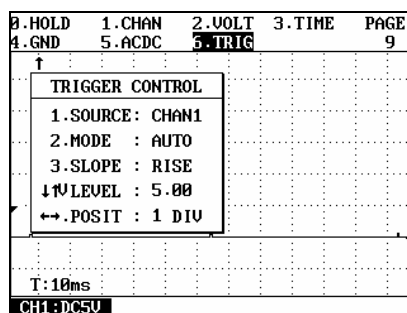 0.HOLD 1.CHAN 2.VOLT 3.TIME PAGE
4.GND 5.ACDC 6.TRIG 9
↑
TRIGGER CONTROL
1.SOURCE: CHAN1
2.MODE : AUTO
3.SLOPE : RISE
↓↑VLEVEL : 5.00
←→.POSIT : 1 DIV
T:10ms
CH1:DC5V